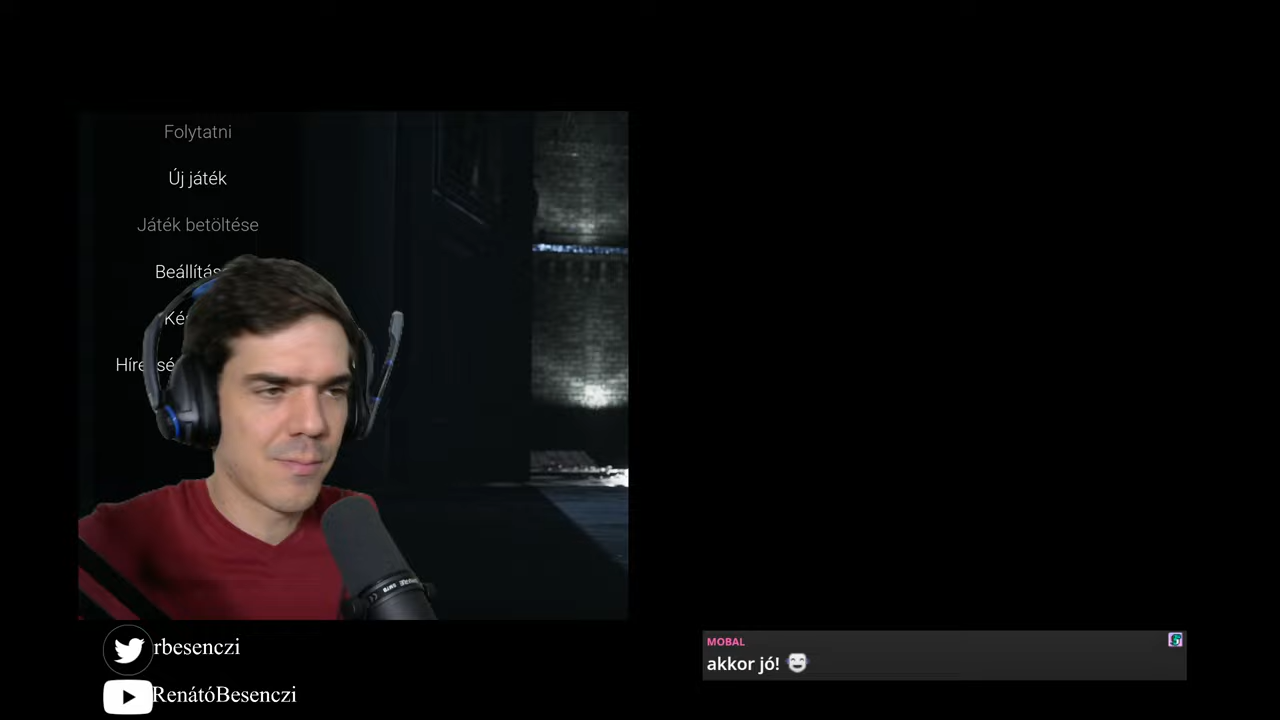 Folytatni
Új játék
Játék betöltése
rbesenczi
RenátóBesenczi
MOBAL
akkor jó!